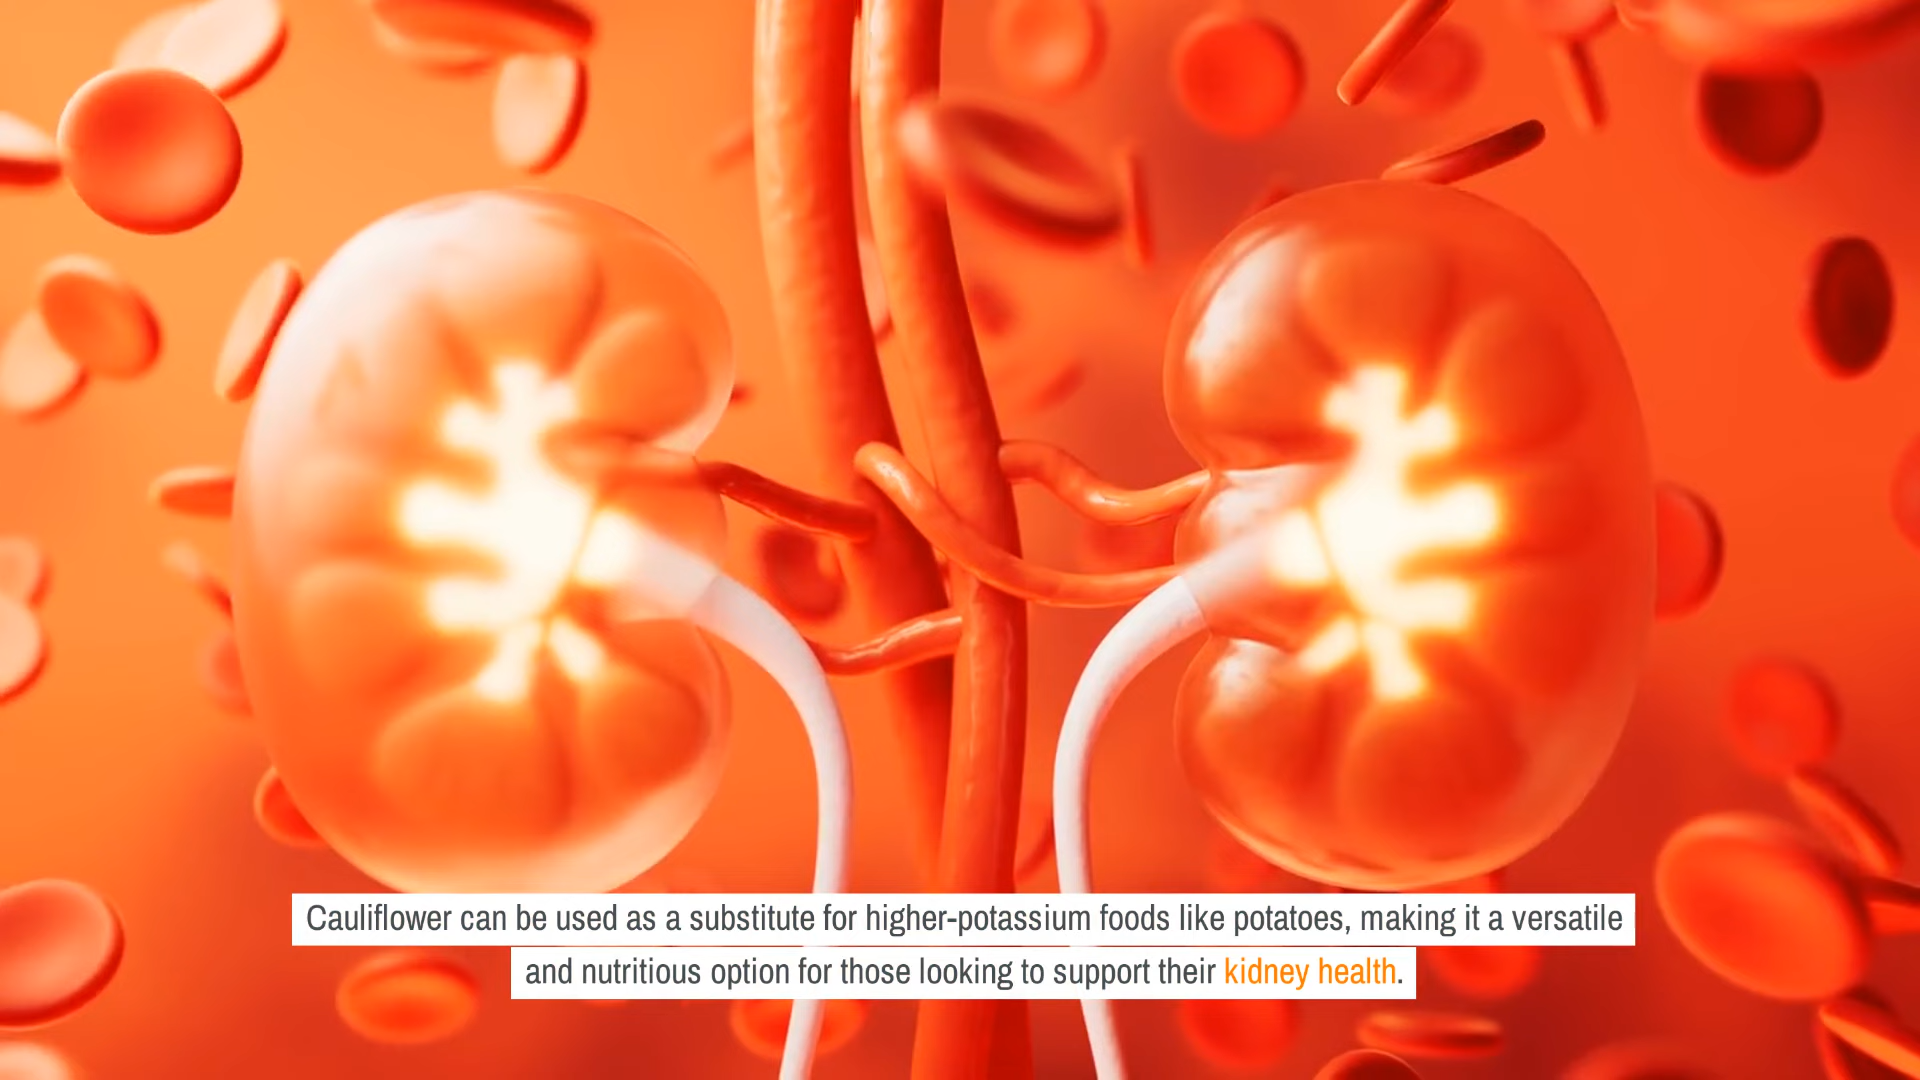 Cauliflower can be used as a substitute for higher-potassium foods like potatoes, making it a versatile
and nutritious option for those looking to support their kidney health.